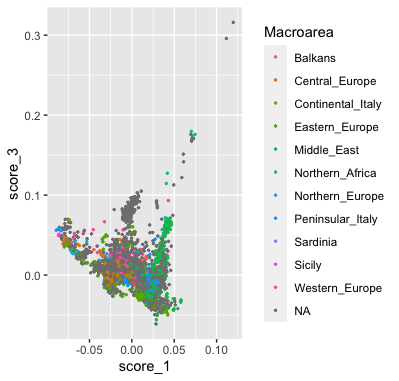 Macroarea
Balkans
Central_Europe
Continental_Italy
Eastern_Europe
Middle_East
Northern_Africa
Northern_Europe
Peninsular_Italy
Sardinia
Sicily
Western_Europe
NA
score_3
0.3
0.2
0.1
0.0
-0.05
0.00
0.05
0.10
score_1